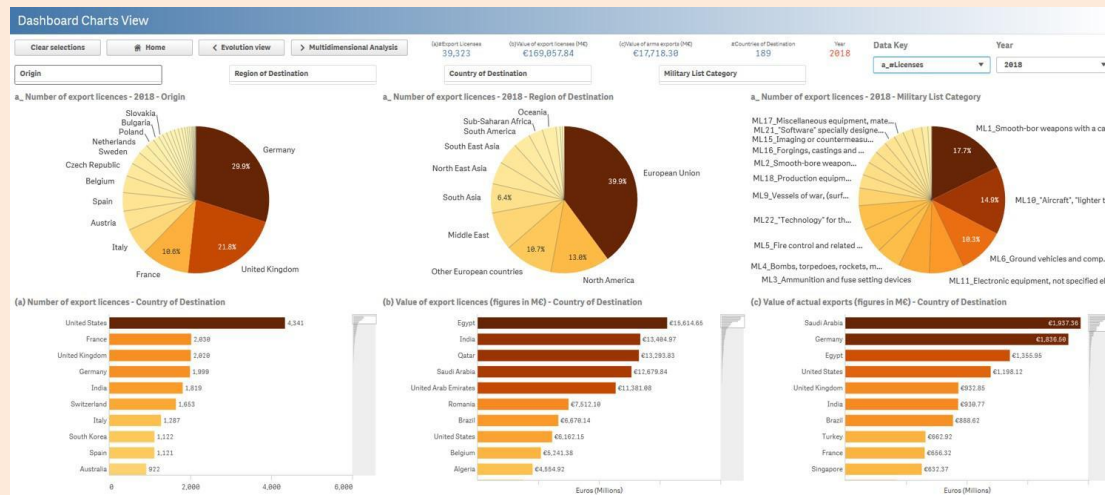 Dashboard Charts View
Clear selections
Home
Evolution view
Multidimensional Analysis
(a)#Export Licenses
39,323
(b)Value of export licenses (M€)
€169,057.84
(c)Value of arms exports (M€)
€17,718.30
#Countries of Destination
189
Year
2018
Data Key
a_#Licenses
Year
2018
Origin
Region of Destination
Country of Destination
Military List Category
a_ Number of export licences - 2018 - Origin
Slovakia
Bulgaria
Poland
Netherlands
Sweden
Czech Republic
Belgium
Spain
Austria
Italy
France
Germany
United Kingdom
29.9%
21.8%
10.6%
a_ Number of export licences - 2018 - Region of Destination
Oceania
Sub-Saharan Africa
South America
South East Asia
North East Asia
South Asia
Middle East
Other European countries
North America
European Union
39.9%
13.0%
10.7%
6.4%
a_ Number of export licences - 2018 - Military List Category
ML17_Miscellaneous equipment, mate...
ML21_"Software" specially designe...
ML15_Imaging or countermeasu...
ML16_Forgings, castings and ...
ML2_Smooth-bore weapon...
ML18_Production equipm...
ML9_Vessels of war, (surf...
ML22_"Technology" for th...
ML5_Fire control and related ...
ML4_Bombs, torpedoes, rockets, m...
ML3_Ammunition and fuse setting devices
ML1_Smooth-bor weapons with a ca
ML10_"Aircraft", "lighter t
ML6_Ground vehicles and comp.
ML11_Electronic equipment, not specified el
17.7%
14.9%
10.3%
(a) Number of export licences - Country of Destination
United States 4,341
France 2,030
United Kingdom 2,020
Germany 1,999
India 1,819
Switzerland 1,653
Italy 1,287
South Korea 1,122
Spain 1,121
Australia 922
0 2,000 4,000 6,000
(b) Value of export licences (figures in M€) - Country of Destination
Egypt €15,614.65
India €13,404.97
Qatar €13,293.83
Saudi Arabia €12,679.84
United Arab Emirates €11,381.08
Romania €7,512.10
Brazil €6,670.14
United States €6,162.15
Belgium €5,241.38
Algeria €4,554.92
Euros (Millions)
(c) Value of actual exports (figures in M€) - Country of Destination
Saudi Arabia €1,937.36
Germany €1,836.50
Egypt €1,355.95
United States €1,198.12
United Kingdom €932.85
India €930.77
Brazil €888.62
Turkey €662.92
France €656.32
Singapore €632.37
Euros (Millions)